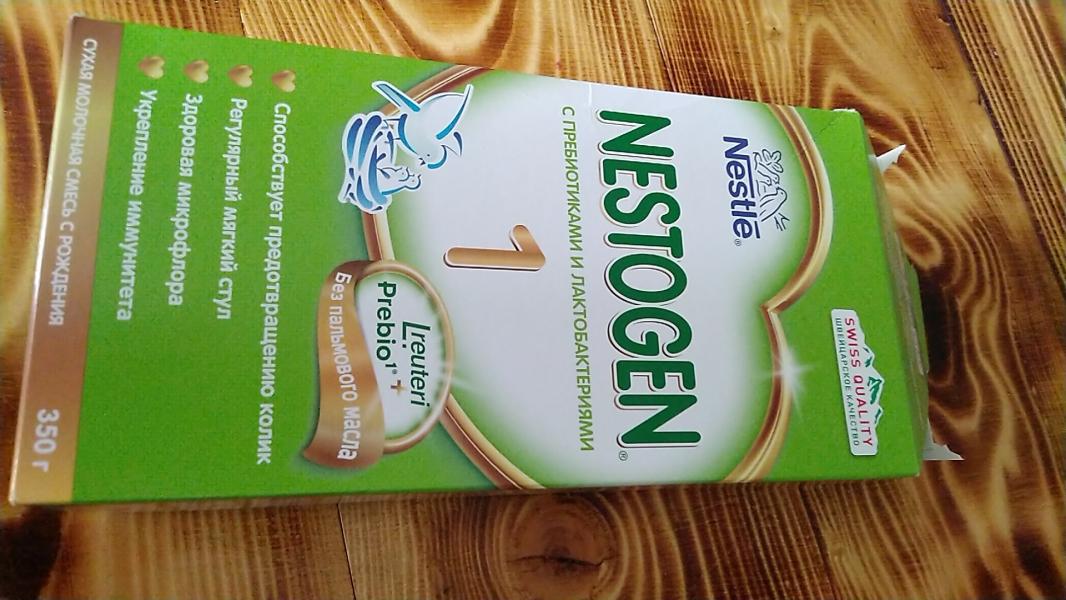 Nestlé®
SWISS QUALITY
ШВЕЙЦАРСКОЕ КАЧЕСТВО
NESTOGEN®
С ПРЕБИОТИКАМИ И ЛАКТОБАКТЕРИЯМИ
1
L.reuteri
Prebio1® +
Без пальмового масла
Способствует предотвращению колик
Регулярный мягкий стул
Здоровая микрофлора
Укрепление иммунитета
СУХАЯ МОЛОЧНАЯ СМЕСЬ С РОЖДЕНИЯ
350 г